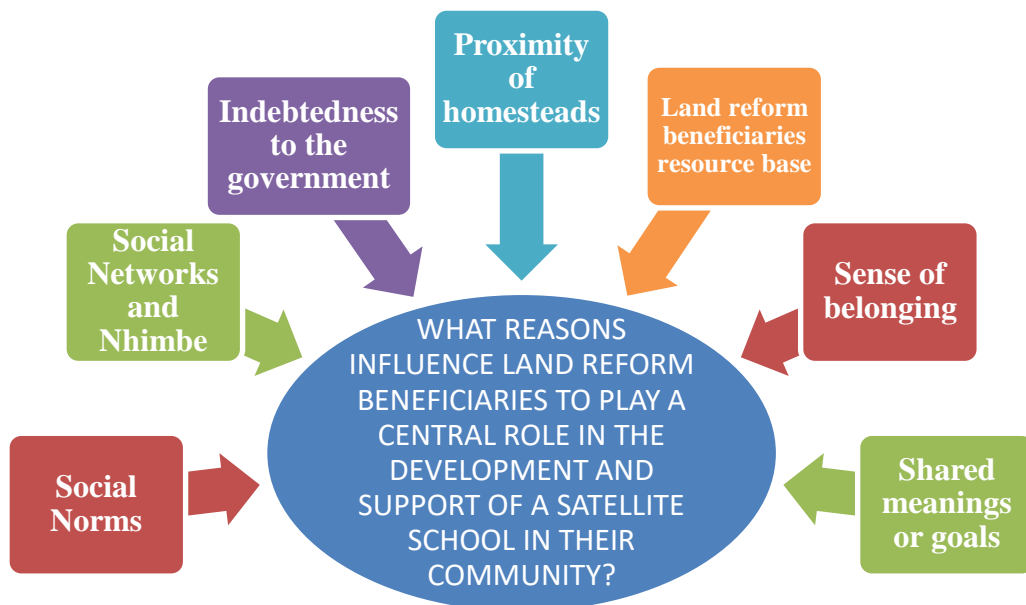 Proximity
of
homesteads
Indebtedness
to the
government
Land reform
beneficiaries
resource base
Social
Networks
and
Nhimbe
Sense of
belonging
Social
Norms
Shared
meanings
or goals
WHAT REASONS
INFLUENCE LAND REFORM
BENEFICIARIES TO PLAY A
CENTRAL ROLE IN THE
DEVELOPMENT AND
SUPPORT OF A SATELLITE
SCHOOL IN THEIR
COMMUNITY?